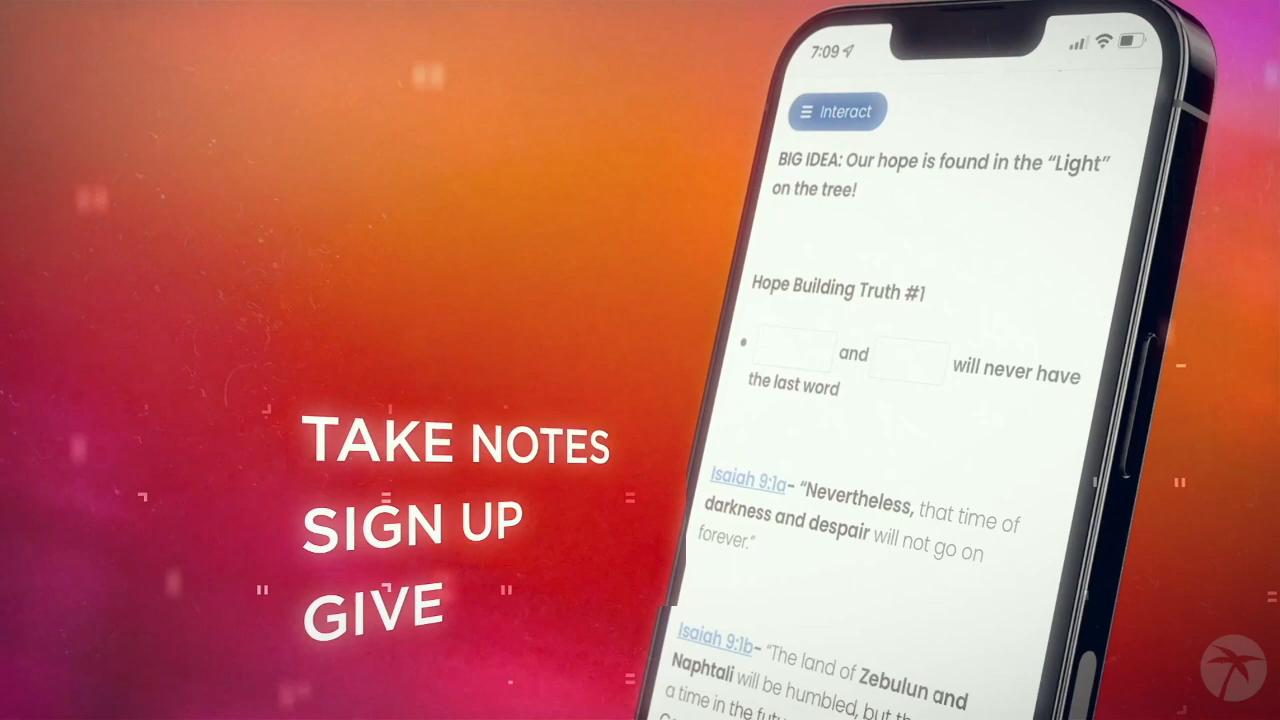 TAKE NOTES
SIGN UP
GIVE
7:09
Interact
BIG IDEA: Our hope is found in the “Light”
on the tree!
Hope Building Truth #1
• and will never have
the last word
Isaiah 9:1a– “Nevertheless, that time of
darkness and despair will not go on
forever.”
Isaiah 9:1b– “The land of Zebulun and
Naphtali will be humbled, but
a time in the